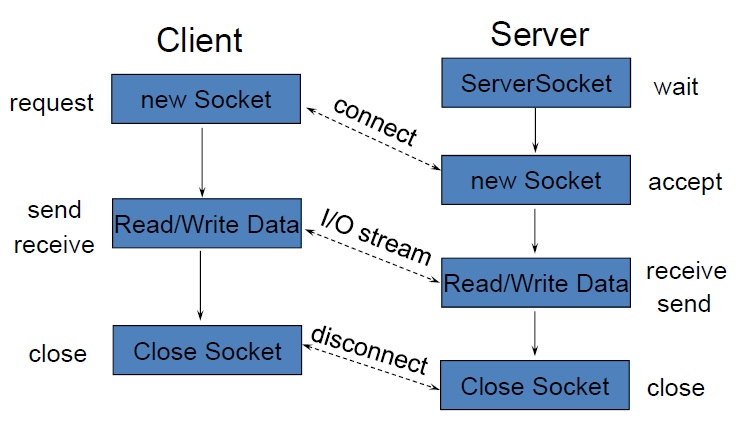 Client
Server
request
new Socket
connect
ServerSocket
wait
new Socket
accept
send
receive
Read/Write Data
I/O stream
Read/Write Data
receive
send
close
Close Socket
disconnect
Close Socket
close